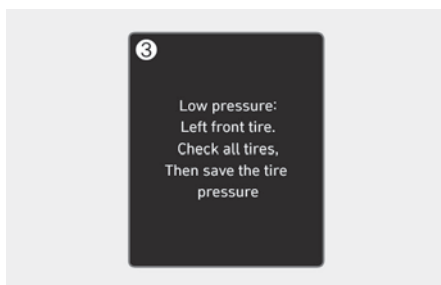 3
Low pressure:
Left front tire.
Check all tires,
Then save the tire
pressure